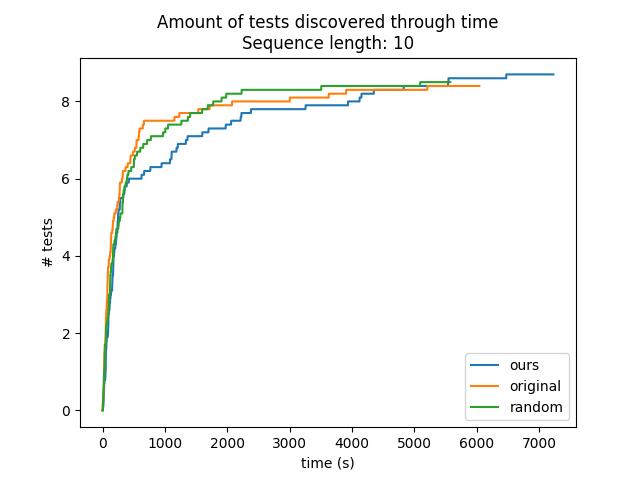 Amount of tests discovered through time
Sequence length: 10
# tests
8
6
4
2
0
ours
original
random
0 1000 2000 3000 4000 5000 6000 7000
time (s)